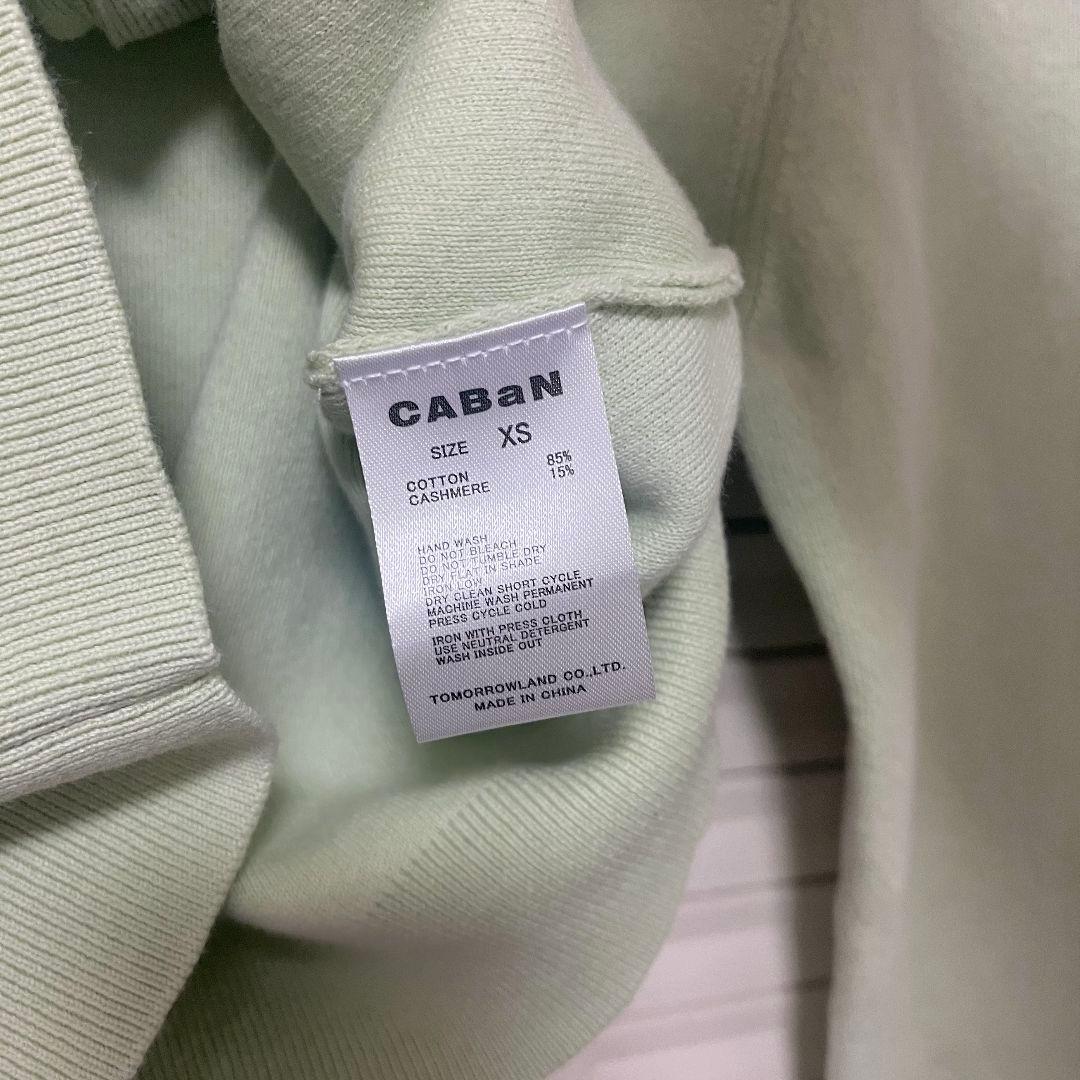 CABaN
SIZE XS
COTTON 85%
CASHMERE 15%
HAND WASH
DO NOT BLEACH
DO NOT TUMBLE DRY
DRY FLAT IN SHADE
IRON LOW
DRY CLEAN SHORT CYCLE
MACHINE WASH PERMANENT
PRESS CYCLE COLD
IRON WITH PRESS CLOTH
USE NEUTRAL DETERGENT
WASH INSIDE OUT
TOMORROWLAND CO.,LTD.
MADE IN CHINA